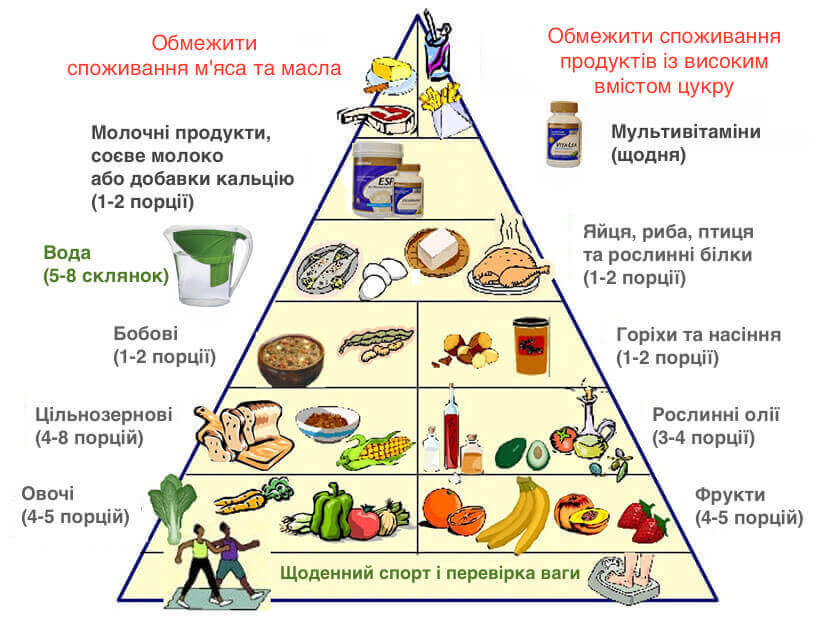 Обмежити
споживання м'яса та масла
Обмежити споживання
продуктів із високим
вмістом цукру
Молочні продукти,
соєве молоко
або добавки кальцію
(1-2 порції)
Мультивітаміни
(щодня)
Вода
(5-8 склянок)
Яйця, риба, птиця
та рослинні білки
(1-2 порції)
Бобові
(1-2 порції)
Горіхи та насіння
(1-2 порції)
Цільнозернові
(4-8 порцій)
Рослинні олії
(3-4 порції)
Овочі
(4-5 порцій)
Фрукти
(4-5 порцій)
Щоденний спорт і перевірка ваги